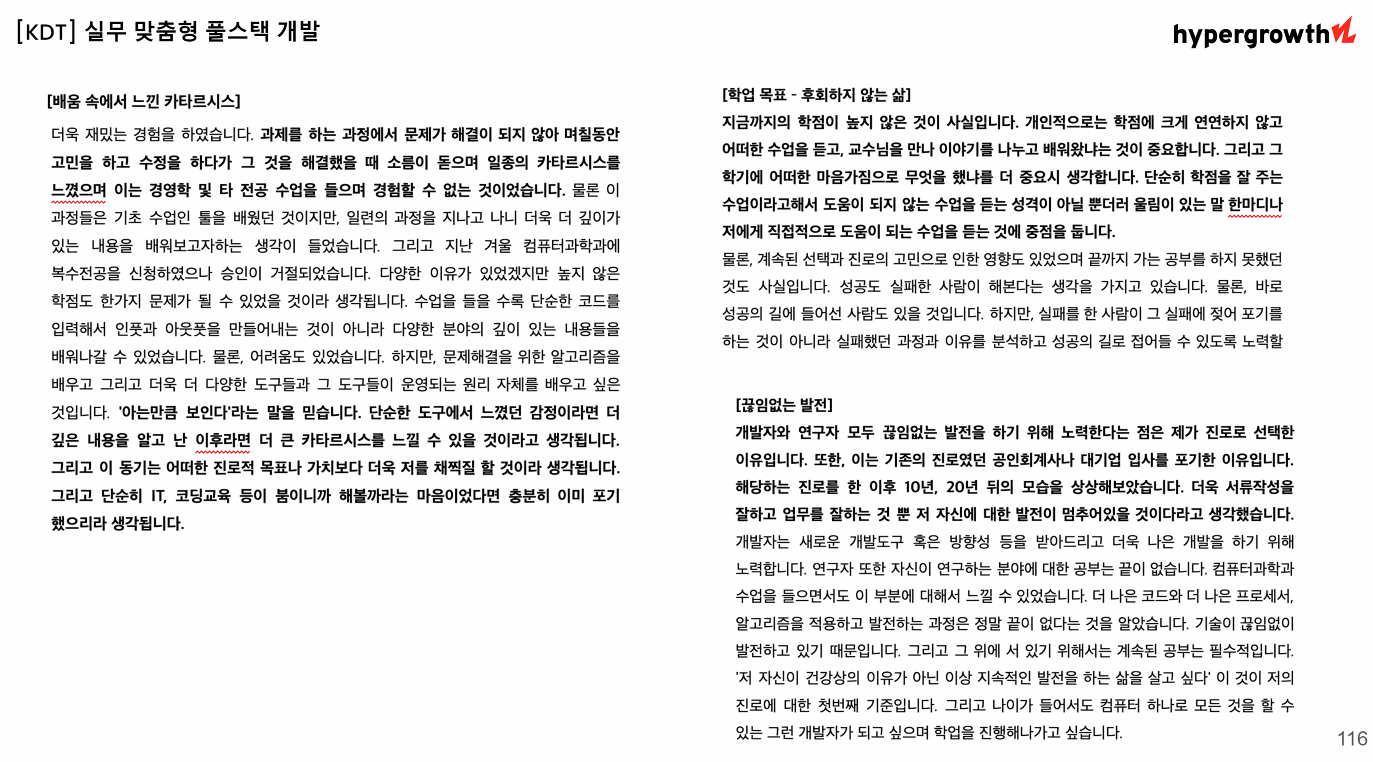 [KDT] 실무 맞춤형 풀스택 개발
hypergrowth
[배움 속에서 느낀 카타르시스]
더욱 재밌는 경험을 하였습니다. 과제를 하는 과정에서 문제가 해결이 되지 않아 며칠동안
고민을 하고 수정을 하다가 그 것을 해결했을 때 소름이 돋으며 일종의 카타르시스를
느꼈으며 이는 경영학 및 타 전공 수업을 들으며 경험할 수 없는 것이었습니다. 물론 이
과정들은 기초 수업인 툴을 배웠던 것이지만, 일련의 과정을 지나고 나니 더욱 더 깊이가
있는 내용을 배워보고자하는 생각이 들었습니다. 그리고 지난 겨울 컴퓨터과학과에
복수전공을 신청하였으나 승인이 거절되었습니다. 다양한 이유가 있었겠지만 높지 않은
학점도 한가지 문제가 될 수 있었을 것이라 생각됩니다. 수업을 들을 수록 단순한 코드를
입력해서 인풋과 아웃풋을 만들어내는 것이 아니라 다양한 분야의 깊이 있는 내용들을
배워나갈 수 있었습니다. 물론, 어려움도 있었습니다. 하지만, 문제해결을 위한 알고리즘을
배우고 그리고 더욱 더 다양한 도구들과 그 도구들이 운영되는 원리 자체를 배우고 싶은
것입니다. '아는만큼 보인다'라는 말을 믿습니다. 단순한 도구에서 느꼈던 감정이라면 더
깊은 내용을 알고 난 이후라면 더 큰 카타르시스를 느낄 수 있을 것이라고 생각됩니다.
그리고 이 동기는 어떠한 진로적 목표나 가치보다 더욱 저를 채찍질 할 것이라 생각됩니다.
그리고 단순히 IT, 코딩교육 등이 붐이니까 해볼까라는 마음이었다면 충분히 이미 포기
했으리라 생각됩니다.
[학업 목표 - 후회하지 않는 삶]
지금까지의 학점이 높지 않은 것이 사실입니다. 개인적으로는 학점에 크게 연연하지 않고
어떠한 수업을 듣고, 교수님을 만나 이야기를 나누고 배워왔냐는 것이 중요합니다. 그리고 그
학기에 어떠한 마음가짐으로 무엇을 했냐를 더 중요시 생각합니다. 단순히 학점을 잘 주는
수업이라고해서 도움이 되지 않는 수업을 듣는 성격이 아닐 뿐더러 울림이 있는 말 한마디나
저에게 직접적으로 도움이 되는 수업을 듣는 것에 중점을 둡니다.
물론, 계속된 선택과 진로의 고민으로 인한 영향도 있었으며 끝까지 가는 공부를 하지 못했던
것도 사실입니다. 성공도 실패한 사람이 해본다는 생각을 가지고 있습니다. 물론, 바로
성공의 길에 들어선 사람도 있을 것입니다. 하지만, 실패를 한 사람이 그 실패에 젖어 포기를
하는 것이 아니라 실패했던 과정과 이유를 분석하고 성공의 길로 접어들 수 있도록 노력할
[끊임없는 발전]
개발자와 연구자 모두 끊임없는 발전을 하기 위해 노력한다는 점은 제가 진로로 선택한
이유입니다. 또한, 이는 기존의 진로였던 공인회계사나 대기업 입사를 포기한 이유입니다.
해당하는 진로를 한 이후 10년, 20년 뒤의 모습을 상상해보았습니다. 더욱 서류작성을
잘하고 업무를 잘하는 것 뿐 저 자신에 대한 발전이 멈추어있을 것이다라고 생각했습니다.
개발자는 새로운 개발도구 혹은 방향성 등을 받아드리고 더욱 나은 개발을 하기 위해
노력합니다. 연구자 또한 자신이 연구하는 분야에 대한 공부는 끝이 없습니다. 컴퓨터과학과
수업을 들으면서도 이 부분에 대해서 느낄 수 있었습니다. 더 나은 코드와 더 나은 프로세서,
알고리즘을 적용하고 발전하는 과정은 정말 끝이 없다는 것을 알았습니다. 기술이 끊임없이
발전하고 있기 때문입니다. 그리고 그 위에 서 있기 위해서는 계속된 공부는 필수적입니다.
'저 자신이 건강상의 이유가 아닌 이상 지속적인 발전을 하는 삶을 살고 싶다' 이 것이 저의
진로에 대한 첫번째 기준입니다. 그리고 나이가 들어서도 컴퓨터 하나로 모든 것을 할 수
있는 그런 개발자가 되고 싶으며 학업을 진행해나가고 싶습니다.
116